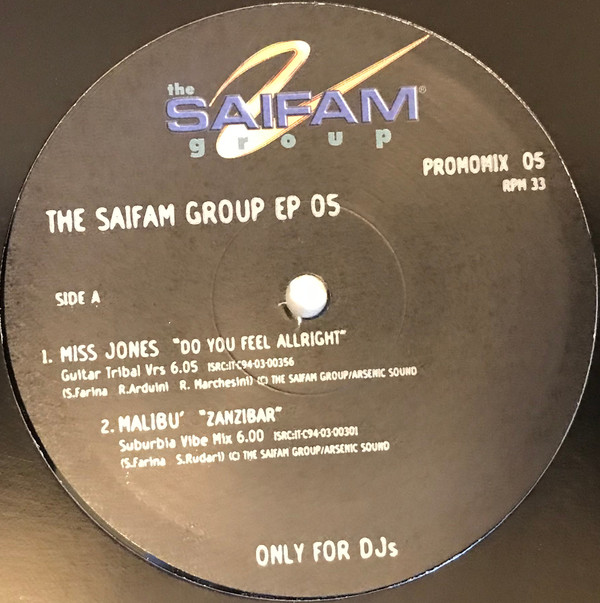 the
SAIFAM®
group
PROMOMIX 05
RPM 33
THE SAIFAM GROUP EP 05
SIDE A
1. MISS JONES "DO YOU FEEL ALLRIGHT"
Guitar Tribal Vrs 6.05 ISRC:IT-C94-03-00356
(S.Farina R.Arduini R. Marchesini) (C) THE SAIFAM GROUP/ARSENIC SOUND
2. MALIBU' "ZANZIBAR"
Suburbia Vibe Mix 6.00 ISRC:IT-C94-03-00301
(S.Farina S.Rudari) (C) THE SAIFAM GROUP/ARSENIC SOUND
ONLY FOR DJs